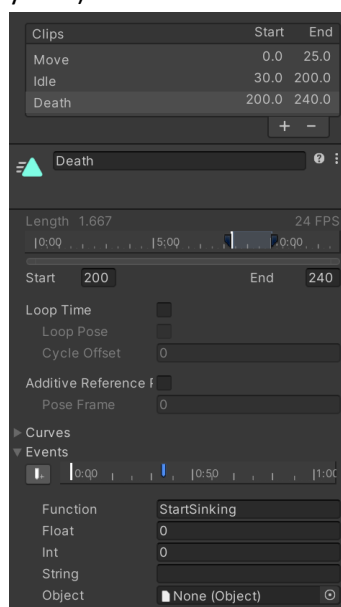 Clips Start End
Move 0.0 25.0
Idle 30.0 200.0
Death 200.0 240.0
+ −
Death
Length 1.667 24 FPS
0:00 5:00 0:00
Start 200 End 240
Loop Time
Loop Pose
Cycle Offset 0
Additive Reference P
Pose Frame 0
Curves
Events
0:00 0:50 1:00
Function StartSinking
Float 0
Int 0
String
Object None (Object)